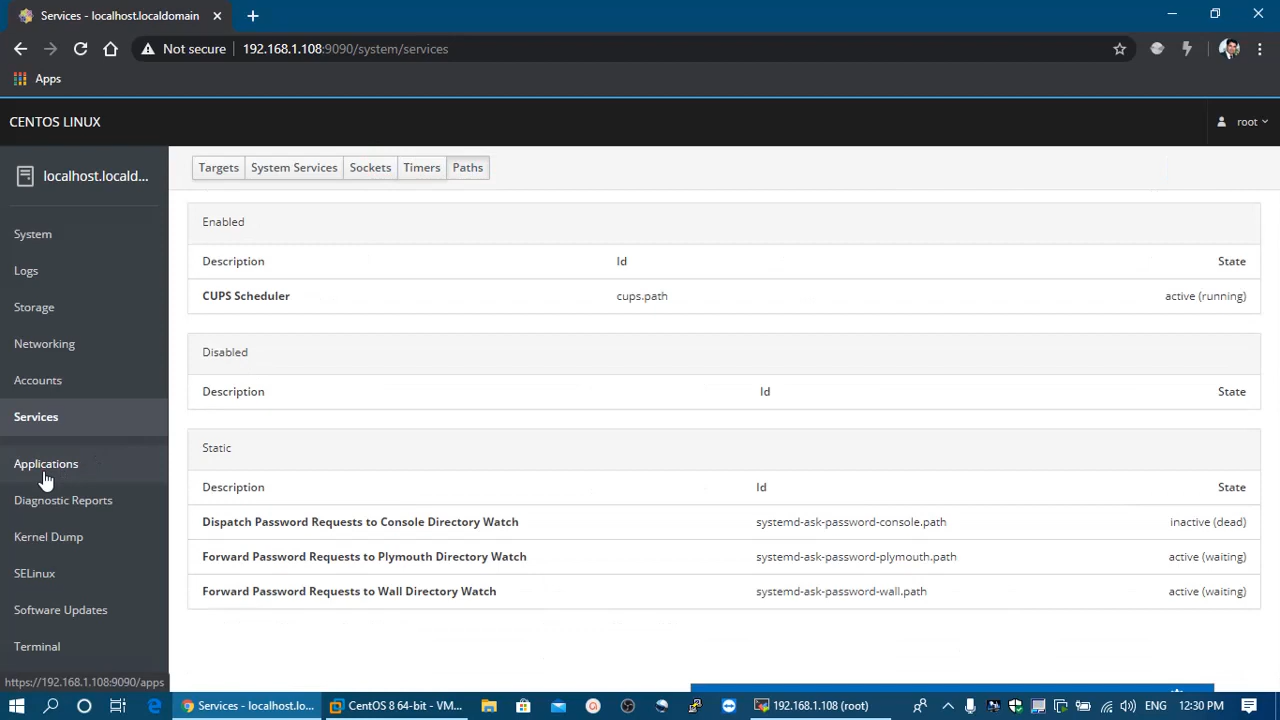 Services - localhost.localdomain
Not secure 192.168.1.108:9090/system/services
Apps
CENTOS LINUX
root
localhost.locald...
Targets System Services Sockets Timers Paths
System
Logs
Storage
Networking
Accounts
Services
Applications
Diagnostic Reports
Kernel Dump
SELinux
Software Updates
Terminal
Enabled
Description Id State
CUPS Scheduler cups.path active (running)
Disabled
Description Id State
Static
Description Id State
Dispatch Password Requests to Console Directory Watch systemd-ask-password-console.path inactive (dead)
Forward Password Requests to Plymouth Directory Watch systemd-ask-password-plymouth.path active (waiting)
Forward Password Requests to Wall Directory Watch systemd-ask-password-wall.path active (waiting)
https://192.168.1.108:9090/apps
Services - localhost.lo... CentOS 8 64-bit - VM... 192.168.1.108 (root) ENG 12:30 PM